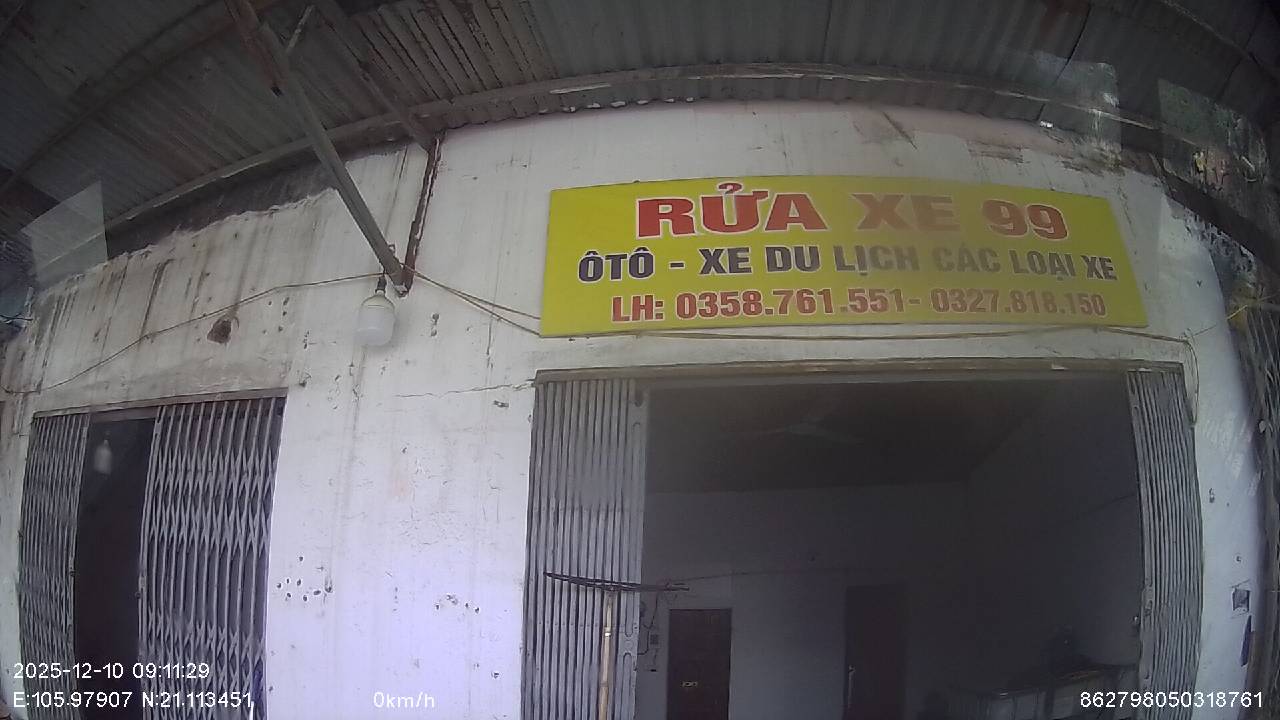 RỬA XE 99
ÔTÔ - XE DU LỊCH CÁC LOẠI XE
LH: 0358.761.551- 0327.818.150
2025-12-10 09:11:29
E:105.97907 N:21.113451 0km/h 862798050318761